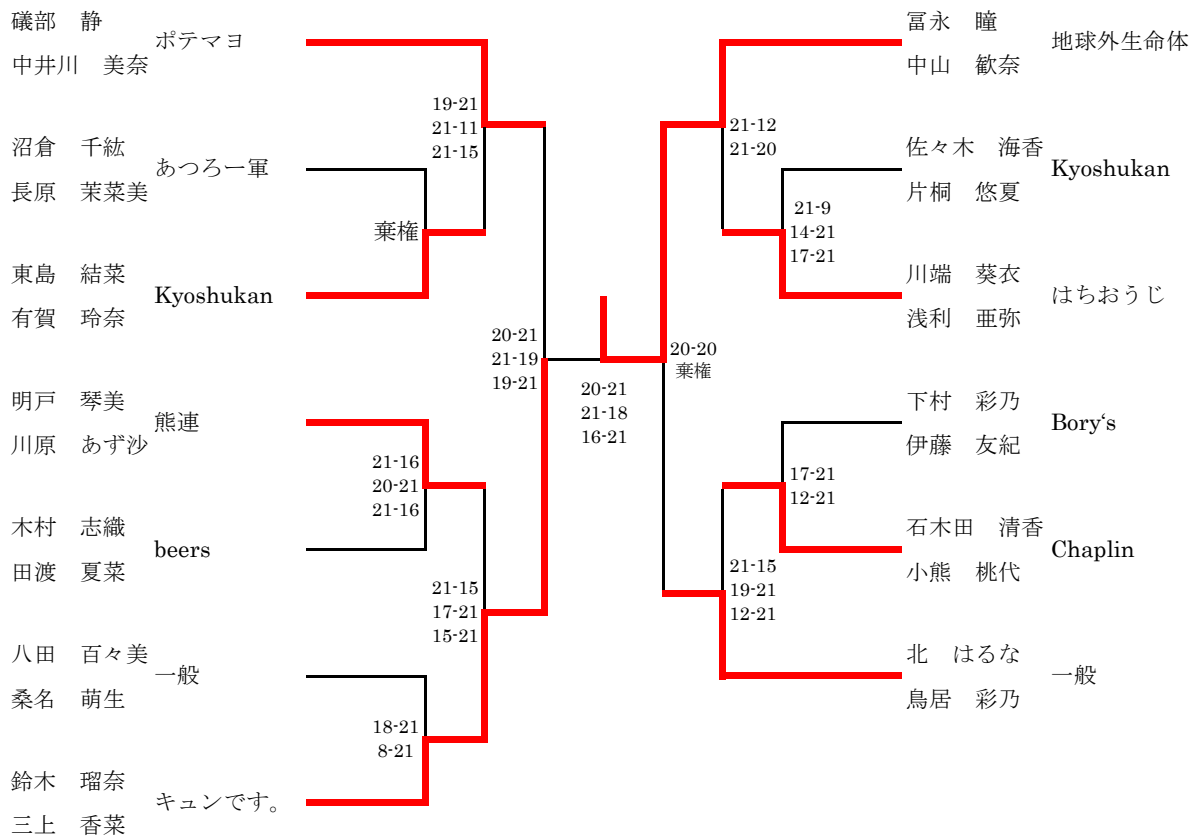 礒部　静
中井川　美奈
ポテマヨ
沼倉　千紘
長原　茉菜美
あつろー軍
東島　結菜
有賀　玲奈
Kyoshukan
明戸　琴美
川原　あず沙
熊連
木村　志織
田渡　夏菜
beers
八田　百々美
桑名　萌生
一般
鈴木　瑠奈
三上　香菜
キュンです。
19-21
21-11
21-15
棄権
20-21
21-19
19-21
21-16
20-21
21-16
21-15
17-21
15-21
18-21
8-21
20-21
21-18
16-21
20-20
棄権
21-12
21-20
21-9
14-21
17-21
17-21
12-21
21-15
19-21
12-21
冨永　瞳
中山　歓奈
地球外生命体
佐々木　海香
片桐　悠夏
Kyoshukan
川端　葵衣
浅利　亜弥
はちおうじ
下村　彩乃
伊藤　友紀
Bory‘s
石木田　清香
小熊　桃代
Chaplin
北　はるな
鳥居　彩乃
一般